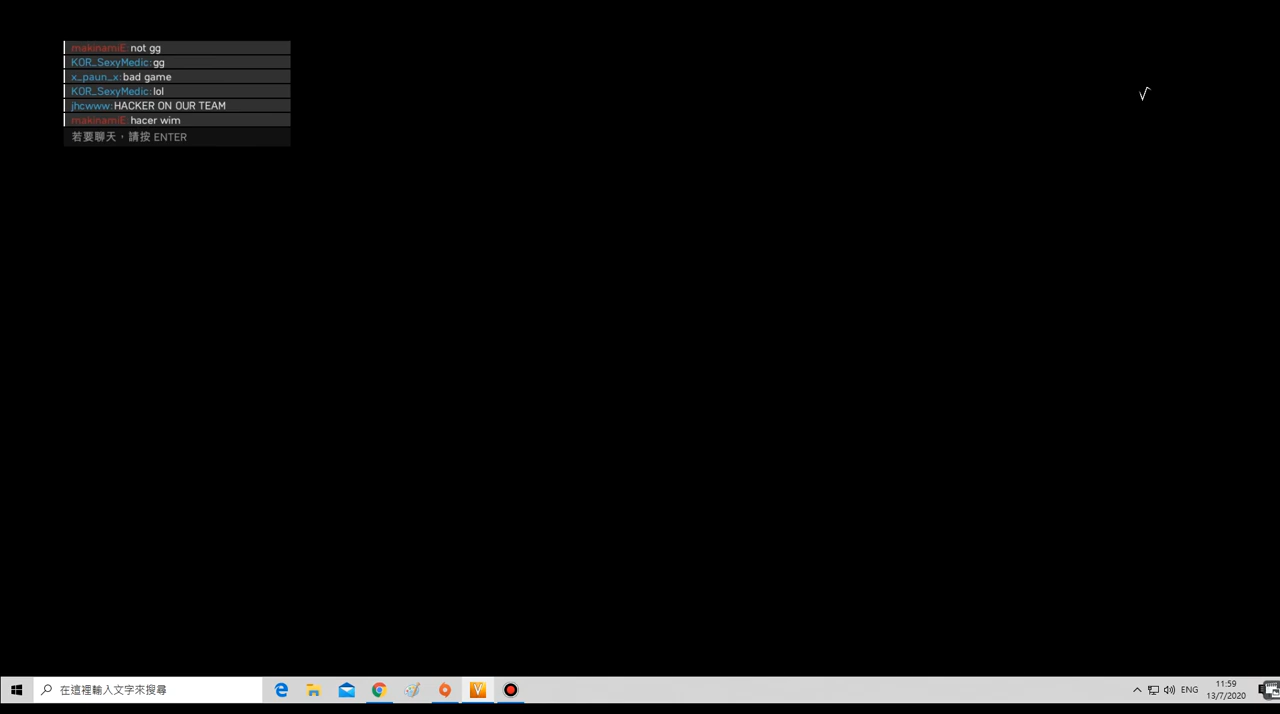 makinamiE: not gg
KOR_SexyMedic: gg
x_paun_x: bad game
KOR_SexyMedic: lol
jhcwww: HACKER ON OUR TEAM
makinamiE: hacer wim
若要聊天，請按 ENTER
在這裡輸入文字來搜尋
ENG
11:59
13/7/2020